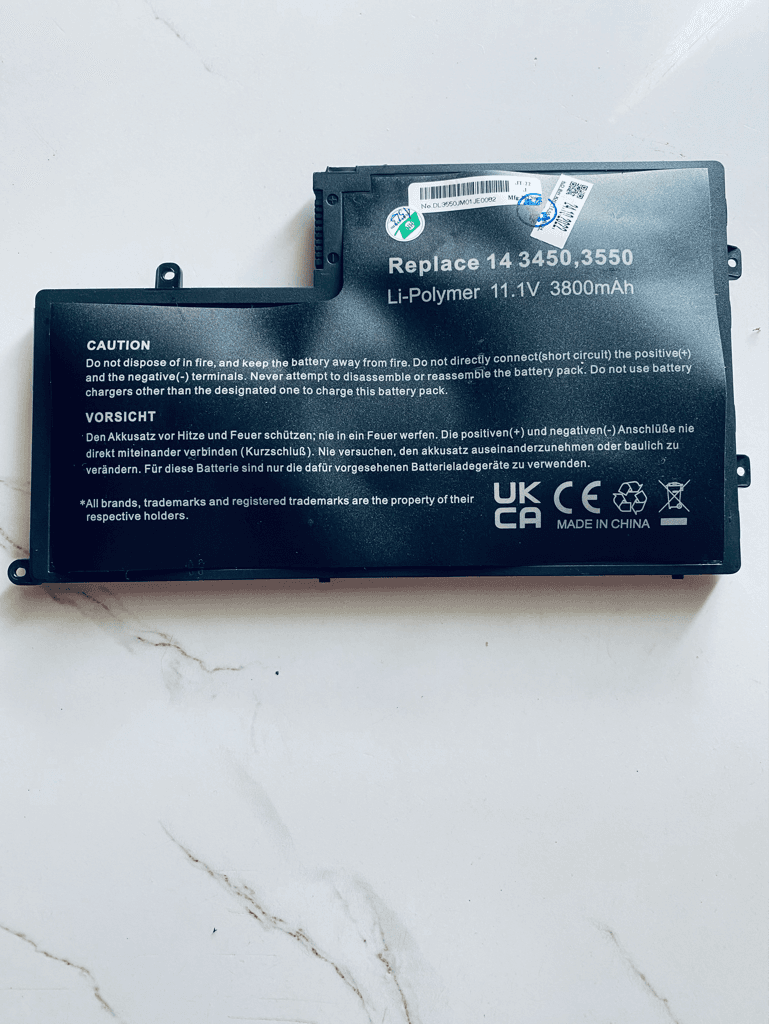 No.DL3550JM01JE0082
Replace 14 3450,3550
Li-Polymer 11.1V 3800mAh
CAUTION
Do not dispose of in fire, and keep the battery away from fire. Do not directly connect(short circuit) the positive(+)
and the negative(-) terminals. Never attempt to disassemble or reassemble the battery pack. Do not use battery
chargers other than the designated one to charge this battery pack.
VORSICHT
Den Akkusatz vor Hitze und Feuer schützen; nie in ein Feuer werfen. Die positiven(+) und negativen(-) Anschlüße nie
direkt miteinander verbinden (Kurzschluß). Nie versuchen, den akkusatz auseinanderzunehmen oder baulich zu
verändern. Für diese Batterie sind nur die dafür vorgesehenen Batterieladegeräte zu verwenden.
*All brands, trademarks and registered trademarks are the property of their
respective holders.
UK
CA
CE
MADE IN CHINA